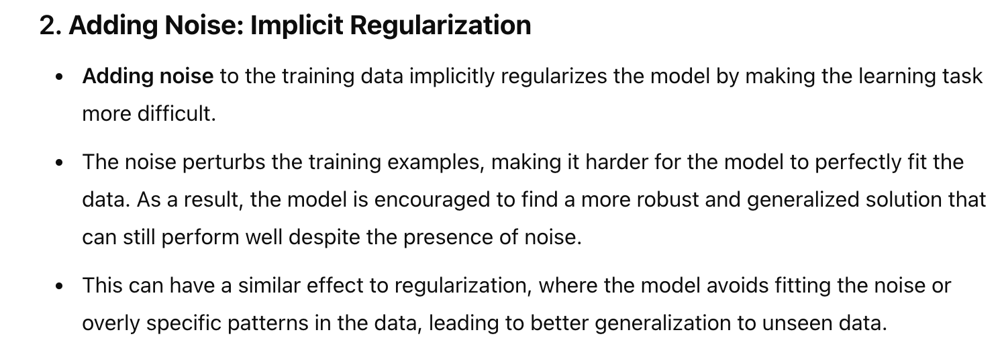 2. Adding Noise: Implicit Regularization
• Adding noise to the training data implicitly regularizes the model by making the learning task
more difficult.
• The noise perturbs the training examples, making it harder for the model to perfectly fit the
data. As a result, the model is encouraged to find a more robust and generalized solution that
can still perform well despite the presence of noise.
• This can have a similar effect to regularization, where the model avoids fitting the noise or
overly specific patterns in the data, leading to better generalization to unseen data.